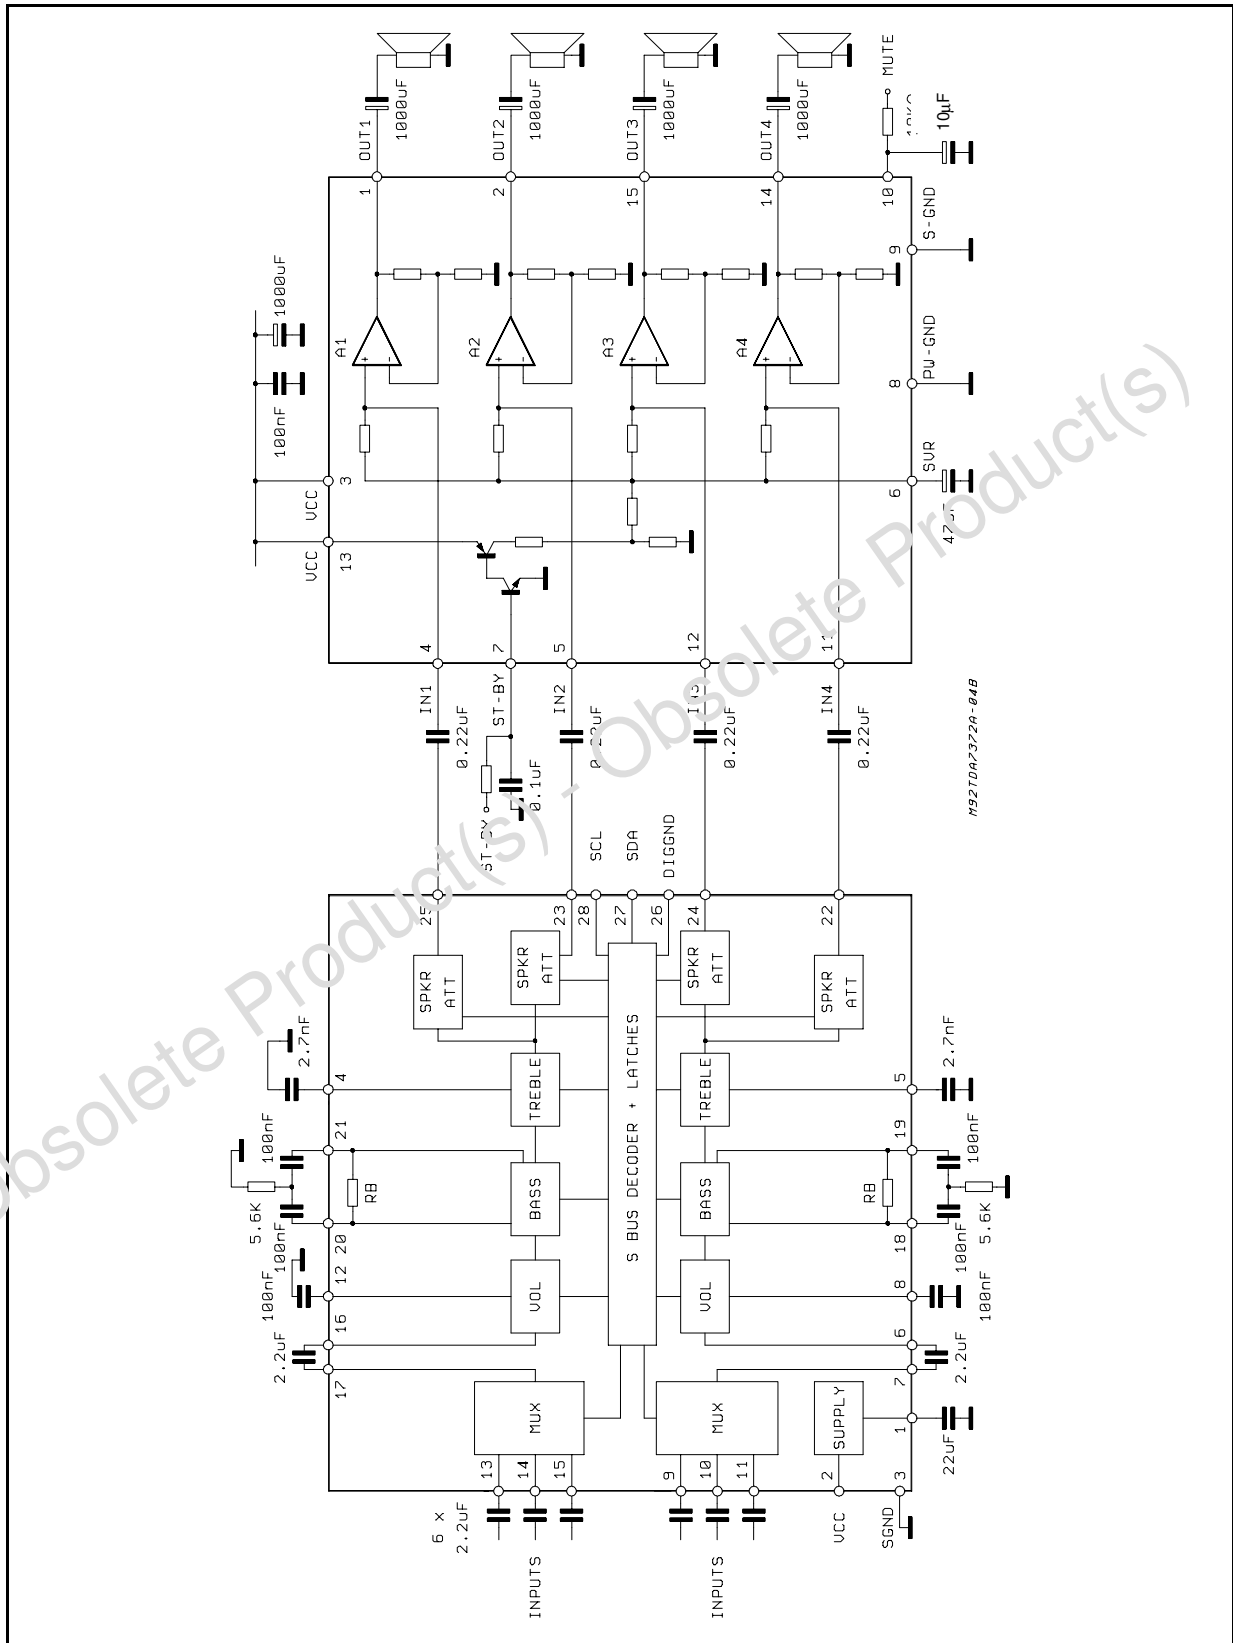 Obsolete Product(s) - Obsolete Product(s)
OUT1
1000uF
OUT2
1000uF
OUT3
1000uF
OUT4
1000uF
MUTE
10µF
1
2
15
14
10
S-GND
9
PW-GND
8
SVR
6
1000uF
100nF
A1
+
-
A2
+
-
A3
+
-
A4
+
-
VCC
3
VCC
13
4
7
5
12
11
IN1
0.22uF
ST-BY
ST-BY
0.1uF
IN2
0.22uF
IN3
0.22uF
IN4
0.22uF
M92TDA7372A-04B
SCL
SDA
DIGGND
25
23
28
27
26
24
22
SPKR
ATT
SPKR
ATT
SPKR
ATT
SPKR
ATT
S BUS DECODER + LATCHES
TREBLE
TREBLE
2.7nF
4
5
2.7nF
BASS
BASS
RB
RB
21
100nF
5.6K
20
100nF
19
100nF
18
100nF
5.6K
VOL
VOL
12
100nF
8
100nF
16
2.2uF
17
6
2.2uF
7
MUX
MUX
SUPPLY
1
22uF
13
14
15
9
10
11
2
3
6 x
2.2uF
INPUTS
INPUTS
VCC
SGND